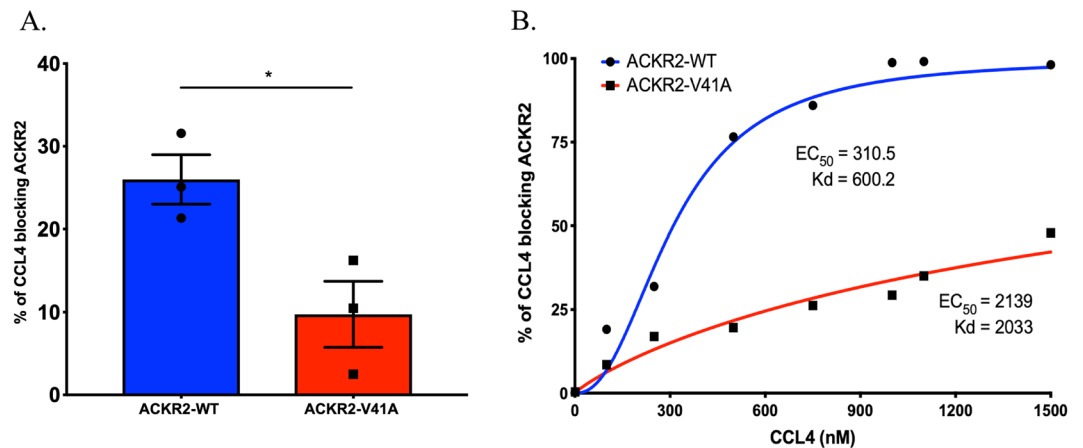 A.
% of CCL4 blocking ACKR2
40
30
20
10
0
*
ACKR2-WT
ACKR2-V41A
B.
% of CCL4 blocking ACKR2
100
75
50
25
0
ACKR2-WT
ACKR2-V41A
EC50 = 310.5
Kd = 600.2
EC50 = 2139
Kd = 2033
0
300
600
900
1200
1500
CCL4 (nM)